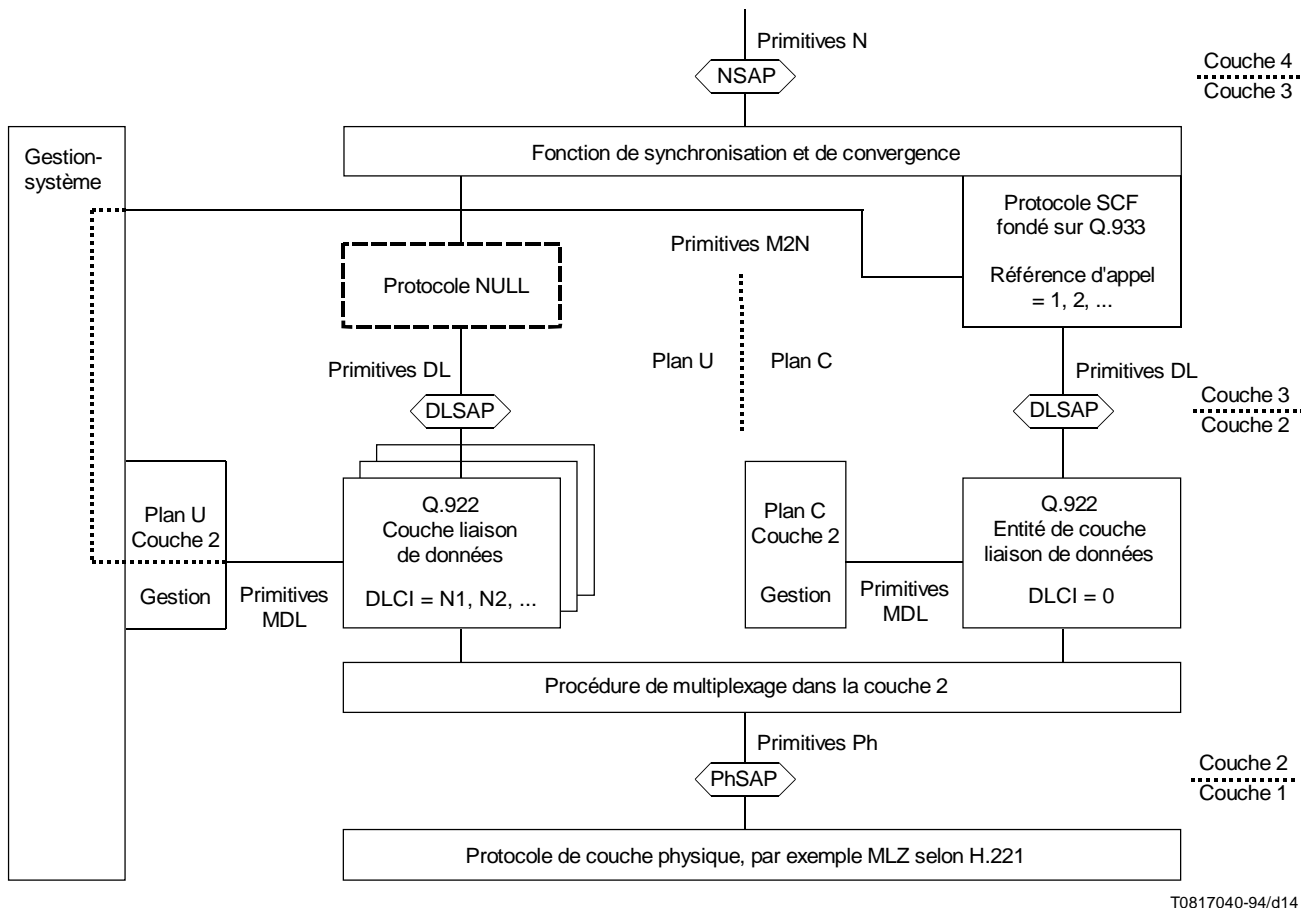 Primitives N
NSAP
Couche 4
Couche 3
Gestion-
système
Fonction de synchronisation et de convergence
Protocole SCF
fondé sur Q.933
Référence d'appel
= 1, 2, ...
Primitives M2N
Protocole NULL
Plan U
Plan C
Primitives DL
Primitives DL
DLSAP
DLSAP
Couche 3
Couche 2
Plan U
Couche 2
Gestion
Primitives
MDL
Q.922
Couche liaison
de données
DLCI = N1, N2, ...
Plan C
Couche 2
Gestion
Primitives
MDL
Q.922
Entité de couche
liaison de données
DLCI = 0
Procédure de multiplexage dans la couche 2
Primitives Ph
PhSAP
Couche 2
Couche 1
Protocole de couche physique, par exemple MLZ selon H.221
T0817040-94/d14